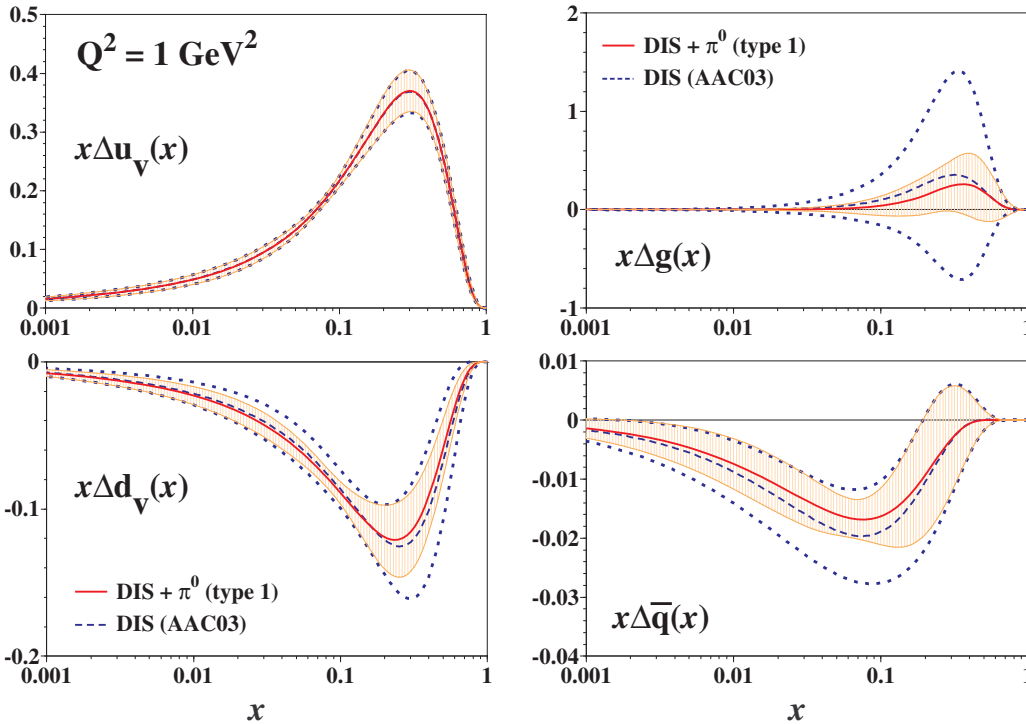 0.5
0.4
0.3
0.2
0.1
0
Q² = 1 GeV²
xΔu_v(x)
0.001 0.01 0.1 1
2
1
0
-1
DIS + π⁰ (type 1)
DIS (AAC03)
xΔg(x)
0.001 0.01 0.1 1
0
-0.1
-0.2
xΔd_v(x)
DIS + π⁰ (type 1)
DIS (AAC03)
0.001 0.01 0.1 1
x
0.01
0
-0.01
-0.02
-0.03
-0.04
xΔq̅(x)
0.001 0.01 0.1 1
x